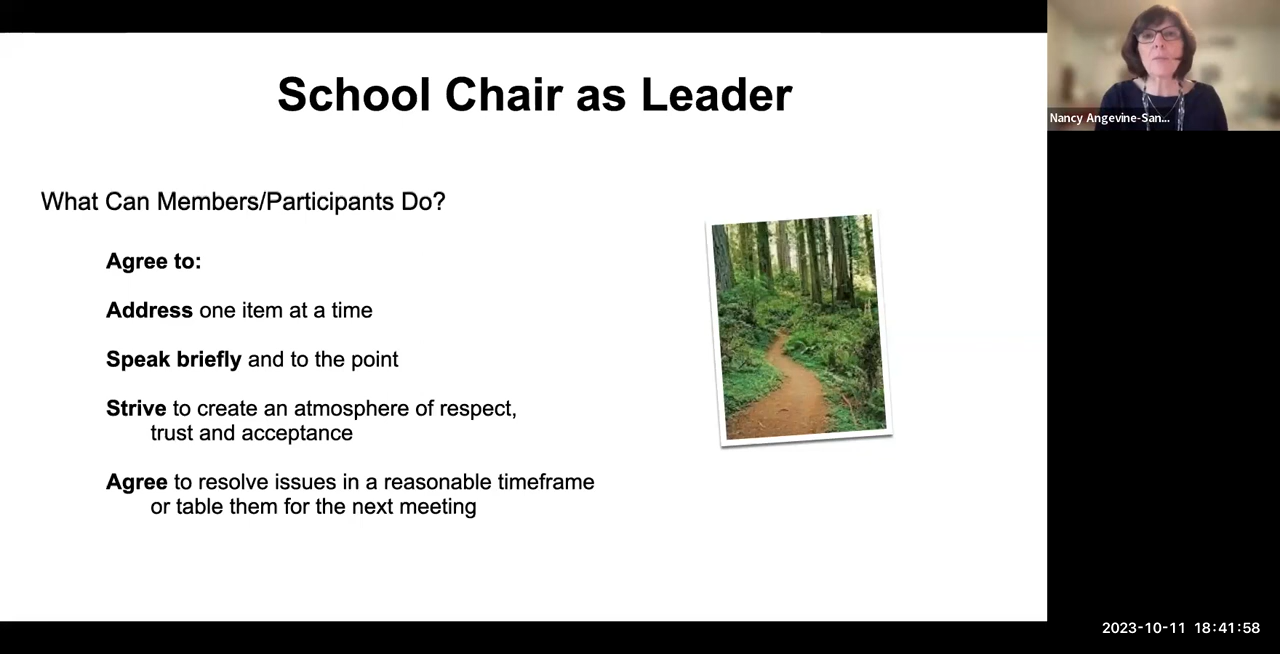 School Chair as Leader
What Can Members/Participants Do?
Agree to:
Address one item at a time
Speak briefly and to the point
Strive to create an atmosphere of respect,
trust and acceptance
Agree to resolve issues in a reasonable timeframe
or table them for the next meeting
Nancy Angevine-San...
2023-10-11 18:41:58